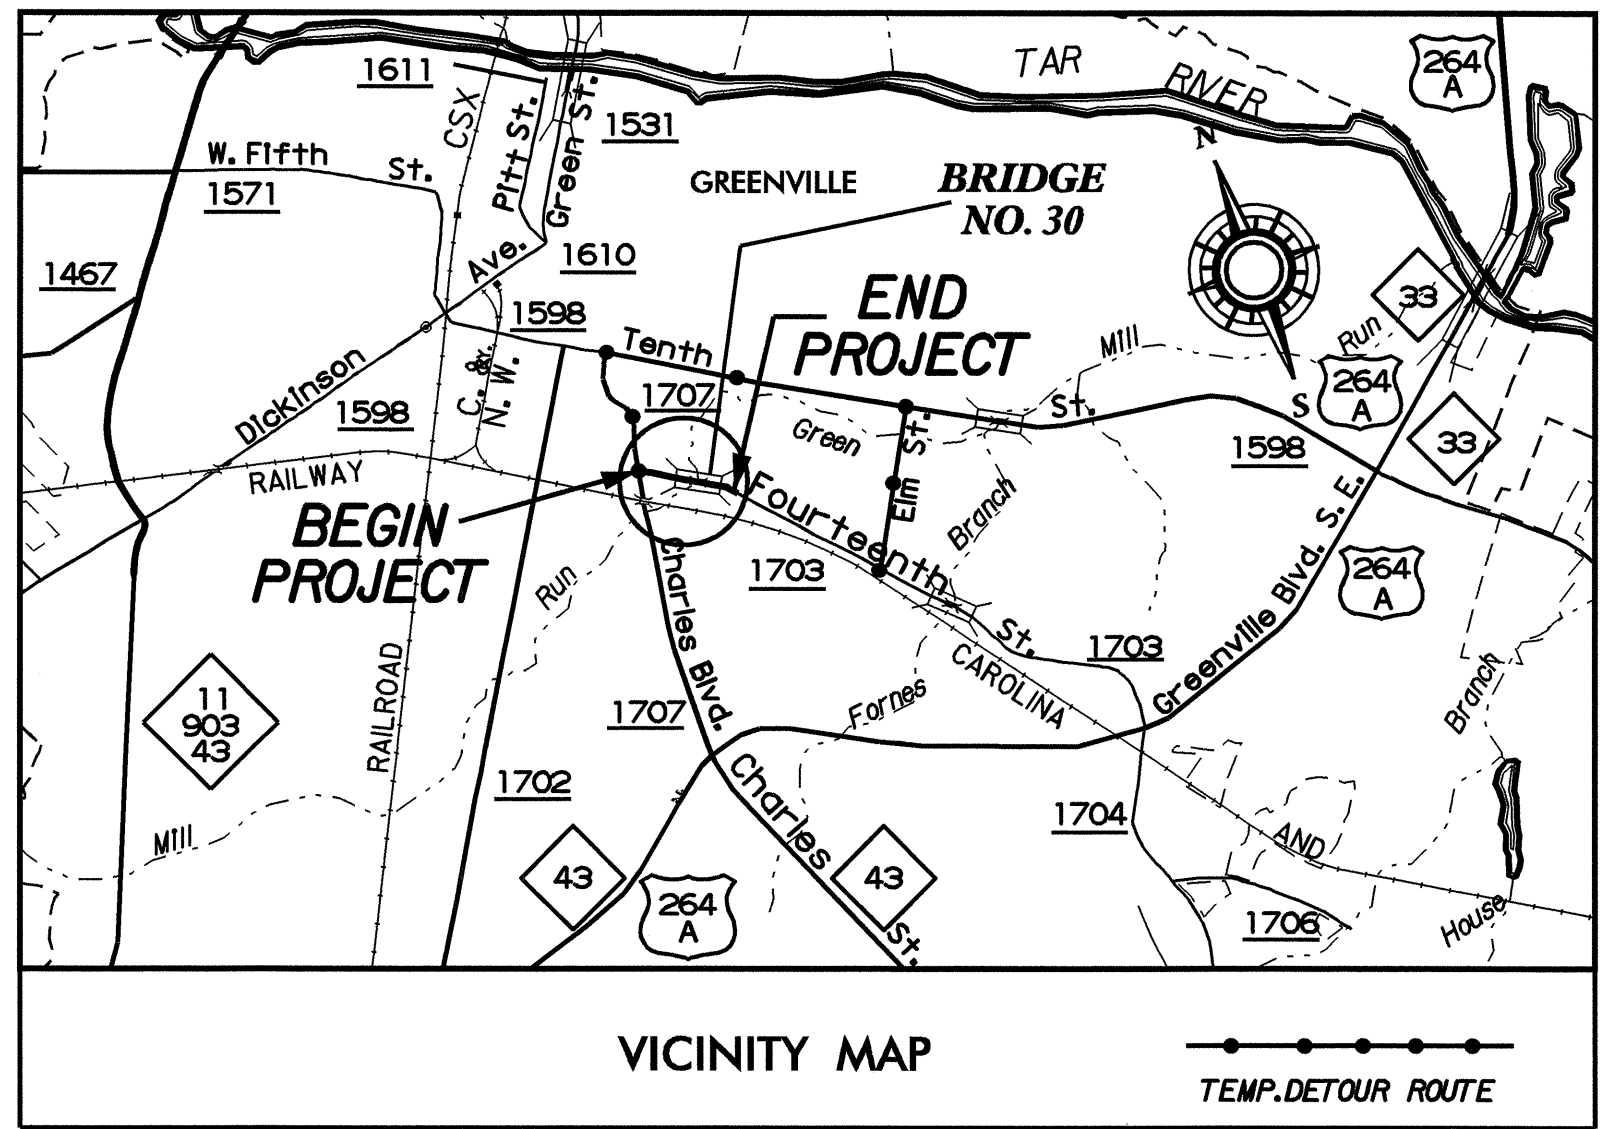 TAR
RIVER
264
A
1611
CSX
Pitt St.
Green St.
1531
W. Fifth
St.
1571
GREENVILLE
BRIDGE
NO. 30
N
1467
Ave.
1610
1598
END
PROJECT
33
Run
Mill
264
A
S
Tenth
Dickinson
1598
C. &
N. W.
RY.
1707
Green
St.
St.
1598
33
RAILWAY
BEGIN
PROJECT
Fourteenth
Elm
Branch
S. E.
Blvd.
264
A
1703
Run
Charles Blvd.
St.
1703
Greenville
CAROLINA
RAILROAD
11
903
43
1707
Fornes
Branch
1702
Charles
1704
Mill
AND
43
264
A
43
St.
1706
House
VICINITY MAP
TEMP.DETOUR ROUTE